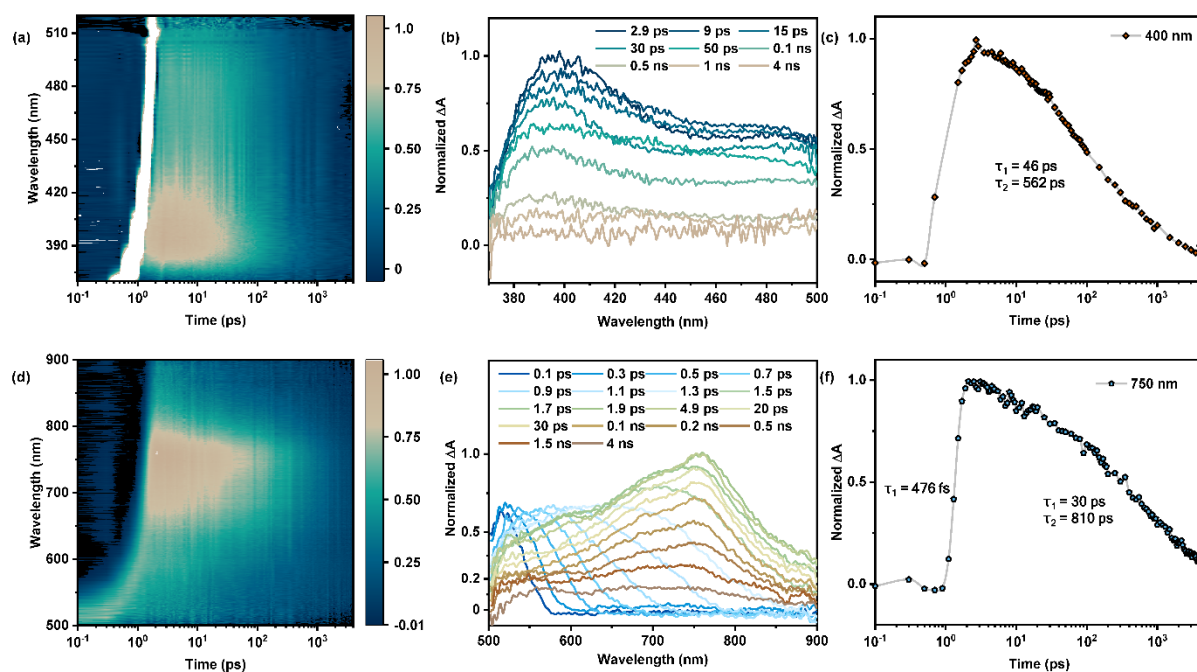 (a)
510
480
450
420
390
Wavelength (nm)
10-1 100 101 102 103
Time (ps)
1.0
0.75
0.50
0.25
0
(b)
2.9 ps 9 ps 15 ps
30 ps 50 ps 0.1 ns
0.5 ns 1 ns 4 ns
1.0
0.5
0.0
Normalized ΔA
380 400 420 440 460 480 500
Wavelength (nm)
(c)
400 nm
1.0
0.5
0.0
Normalized ΔA
τ1 = 46 ps
τ2 = 562 ps
10-1 100 101 102 103
Time (ps)
(d)
900
800
700
600
500
Wavelength (nm)
10-1 100 101 102 103
Time (ps)
1.00
0.75
0.50
0.25
-0.01
(e)
0.1 ps 0.3 ps 0.5 ps 0.7 ps
0.9 ps 1.1 ps 1.3 ps 1.5 ps
1.7 ps 1.9 ps 4.9 ps 20 ps
30 ps 0.1 ns 0.2 ns 0.5 ns
1.5 ns 4 ns
1.0
0.5
0.2
0
Normalized ΔA
500 600 700 800 900
Wavelength (nm)
(f)
750 nm
1.0
0.5
0.0
Normalized ΔA
τ1 = 476 fs
τ1 = 30 ps
τ2 = 810 ps
10-1 100 101 102 103
Time (ps)